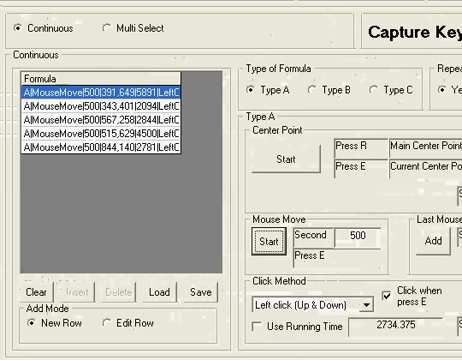 Continuous
Multi Select
Capture Key
Continuous
Formula
A|MouseMove|500|391,649|5891|LeftC
A|MouseMove|500|343,401|2094|LeftC
A|MouseMove|500|567,258|2844|LeftC
A|MouseMove|500|515,629|4500|LeftC
A|MouseMove|500|844,140|2781|LeftC
Clear
Insert
Delete
Load
Save
Add Mode
New Row
Edit Row
Type of Formula
Type A
Type B
Type C
Repea
Ye
Type A
Center Point
Start
Press R
Main Center Poin
Press E
Current Center Po
Mouse Move
Start
Second
500
Press E
Last Mouse
Add
Click Method
Left click (Up & Down)
Click when
press E
Use Running Time
2734.375